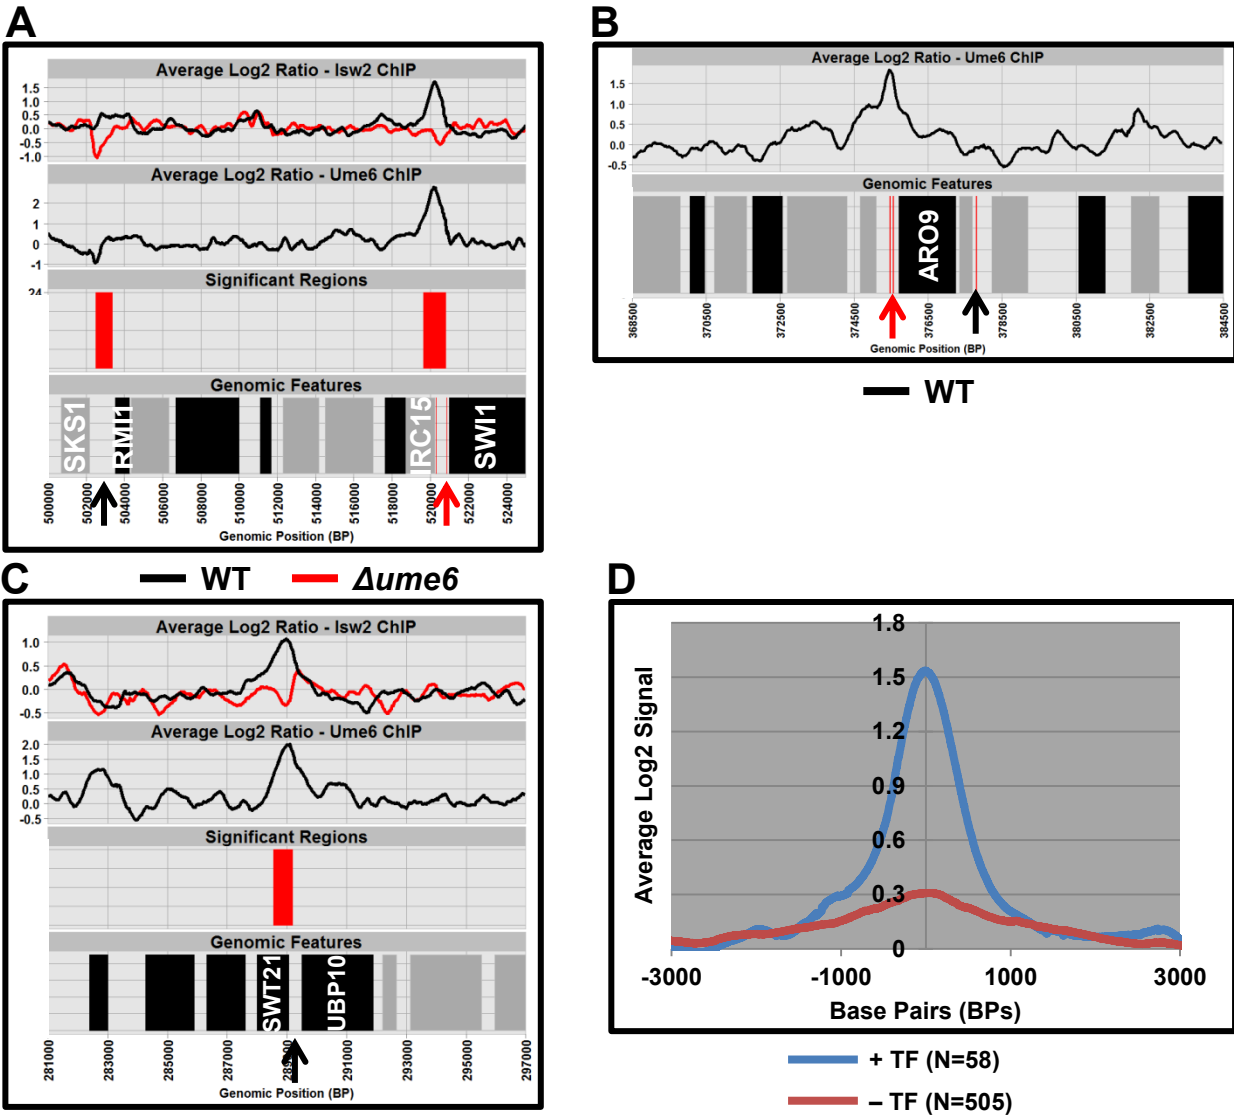 A
Average Log2 Ratio - Isw2 ChIP
1.5
1.0
0.5
0.0
-0.5
-1.0
Average Log2 Ratio - Ume6 ChIP
2
1
0
-1
Significant Regions
24
Genomic Features
SKS1
RMI1
IRC15
SWI1
500000
502000
504000
506000
508000
510000
512000
514000
516000
518000
520000
522000
524000
Genomic Position (BP)
WT
Δume6
B
Average Log2 Ratio - Ume6 ChIP
1.5
1.0
0.5
0.0
-0.5
Genomic Features
ARO9
368500
370500
372500
374500
376500
378500
380500
382500
384500
Genomic Position (BP)
WT
C
Average Log2 Ratio - Isw2 ChIP
1.0
0.5
0.0
-0.5
Average Log2 Ratio - Ume6 ChIP
2.0
1.5
1.0
0.5
0.0
-0.5
Significant Regions
Genomic Features
SWT21
UBP10
281000
283000
285000
287000
289000
291000
293000
295000
297000
Genomic Position (BP)
D
Average Log2 Signal
1.8
1.5
1.2
0.9
0.6
0.3
0
-3000
-1000
1000
3000
Base Pairs (BPs)
+ TF (N=58)
– TF (N=505)